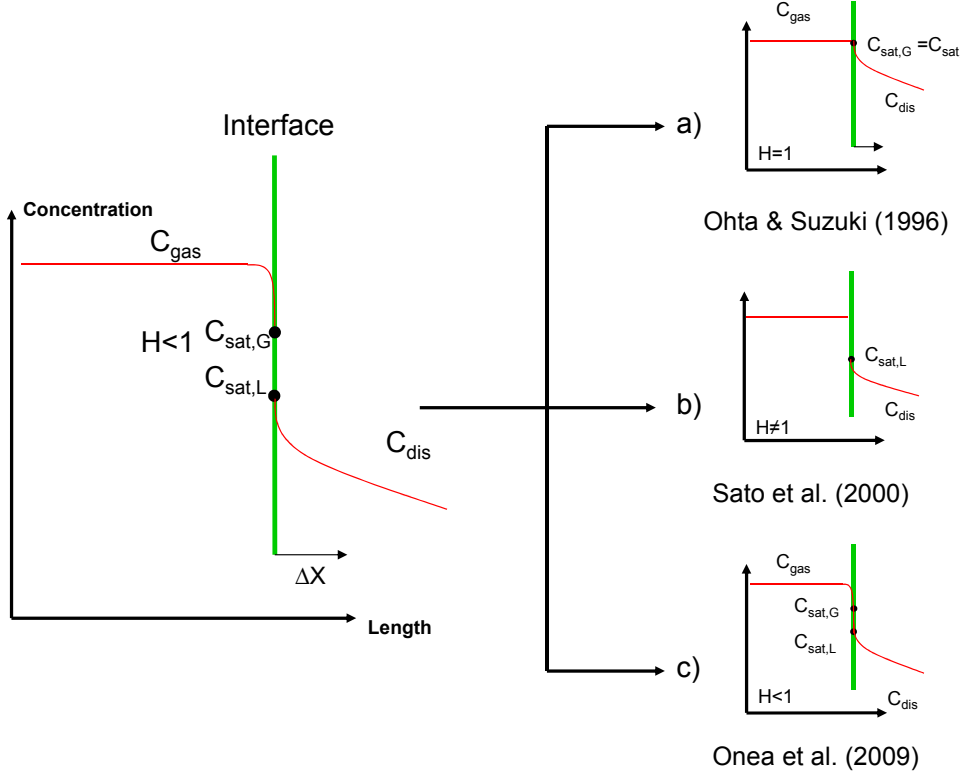 Interface
Concentration
C_gas
H<1
C_sat,G
C_sat,L
C_dis
ΔX
Length
a)
C_gas
C_sat,G =C_sat
C_dis
H=1
Ohta & Suzuki (1996)
b)
C_sat,L
C_dis
H≠1
Sato et al. (2000)
c)
C_gas
C_sat,G
C_sat,L
H<1
C_dis
Onea et al. (2009)